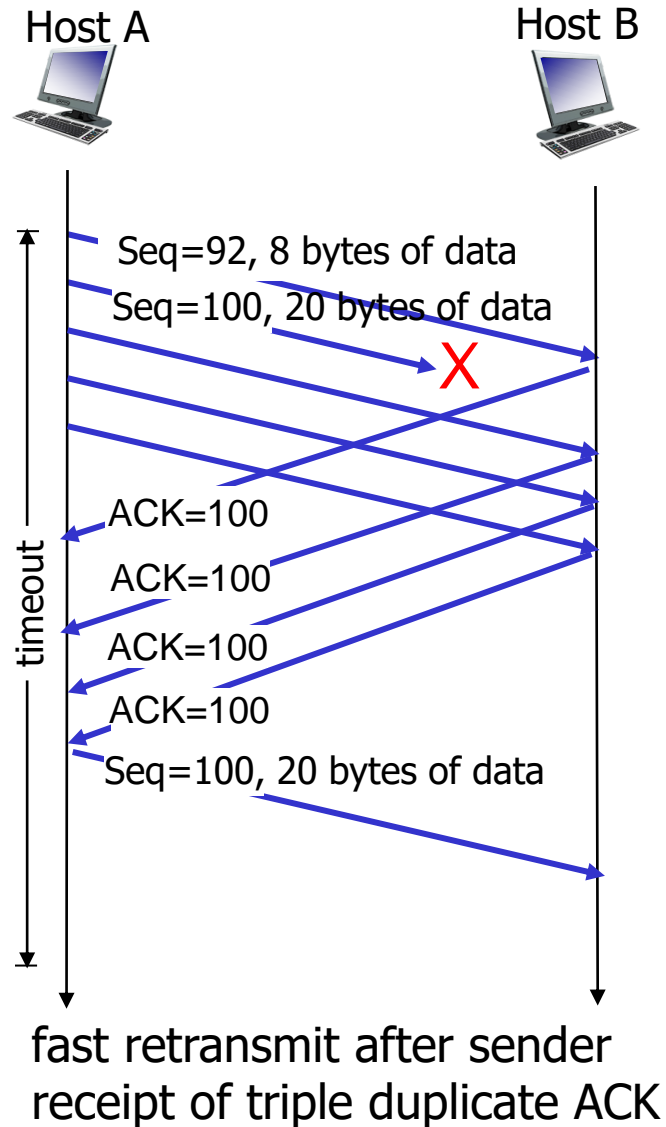 Host A
Host B
Seq=92, 8 bytes of data
Seq=100, 20 bytes of data
X
ACK=100
timeout
ACK=100
ACK=100
ACK=100
Seq=100, 20 bytes of data
fast retransmit after sender
receipt of triple duplicate ACK